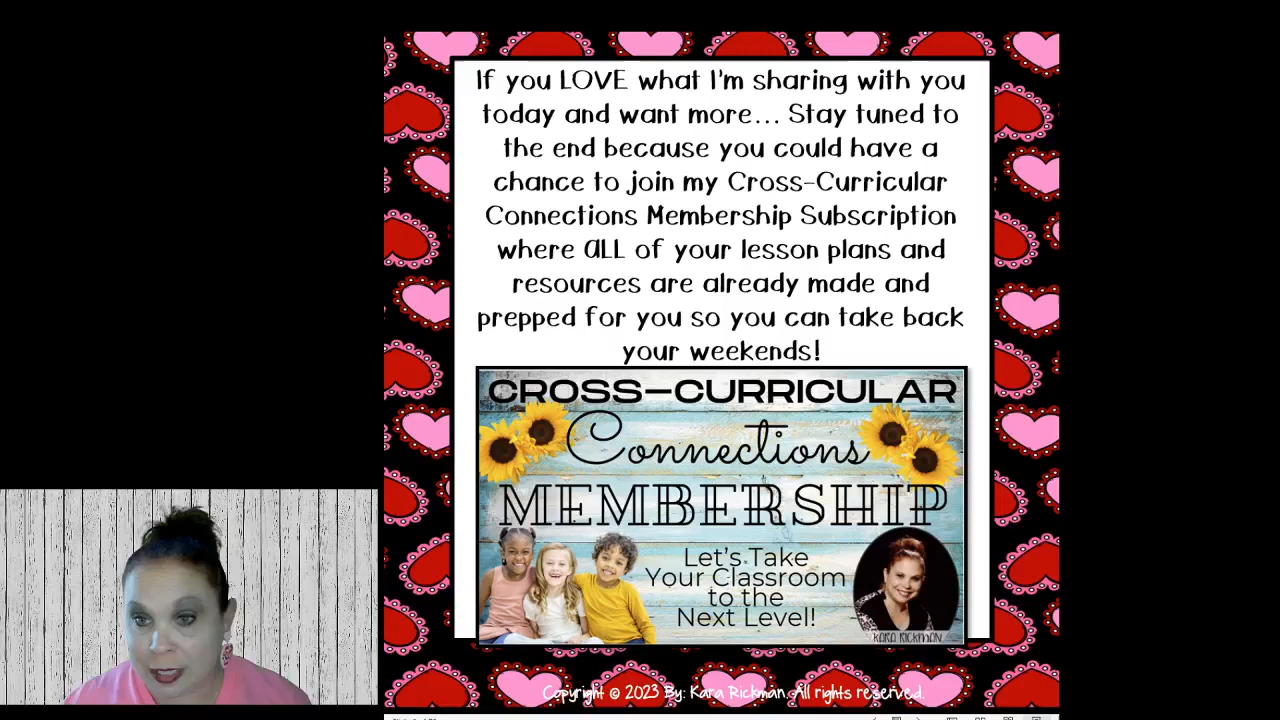 If you LOVE what I'm sharing with you
today and want more... Stay tuned to
the end because you could have a
chance to join my Cross-Curricular
Connections Membership Subscription
where ALL of your lesson plans and
resources are already made and
prepped for you so you can take back
your weekends!
CROSS-CURRICULAR
Connections
MEMBERSHIP
Let's Take
Your Classroom
to the
Next Level!
KARA RICKMAN
Copyright © 2023 By: Kara Rickman. All rights reserved.